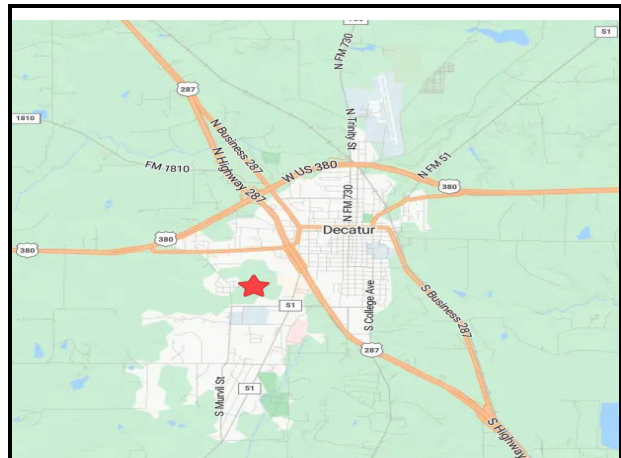 N FM 730
51
287
N Trinity St
1810
N Business 287
FM 1810
N Highway 287
W US 380
N FM 51
380
N FM 730
Decatur
380
380
S Business 287
51
S College Ave
287
51
S Murvil St
S Highway